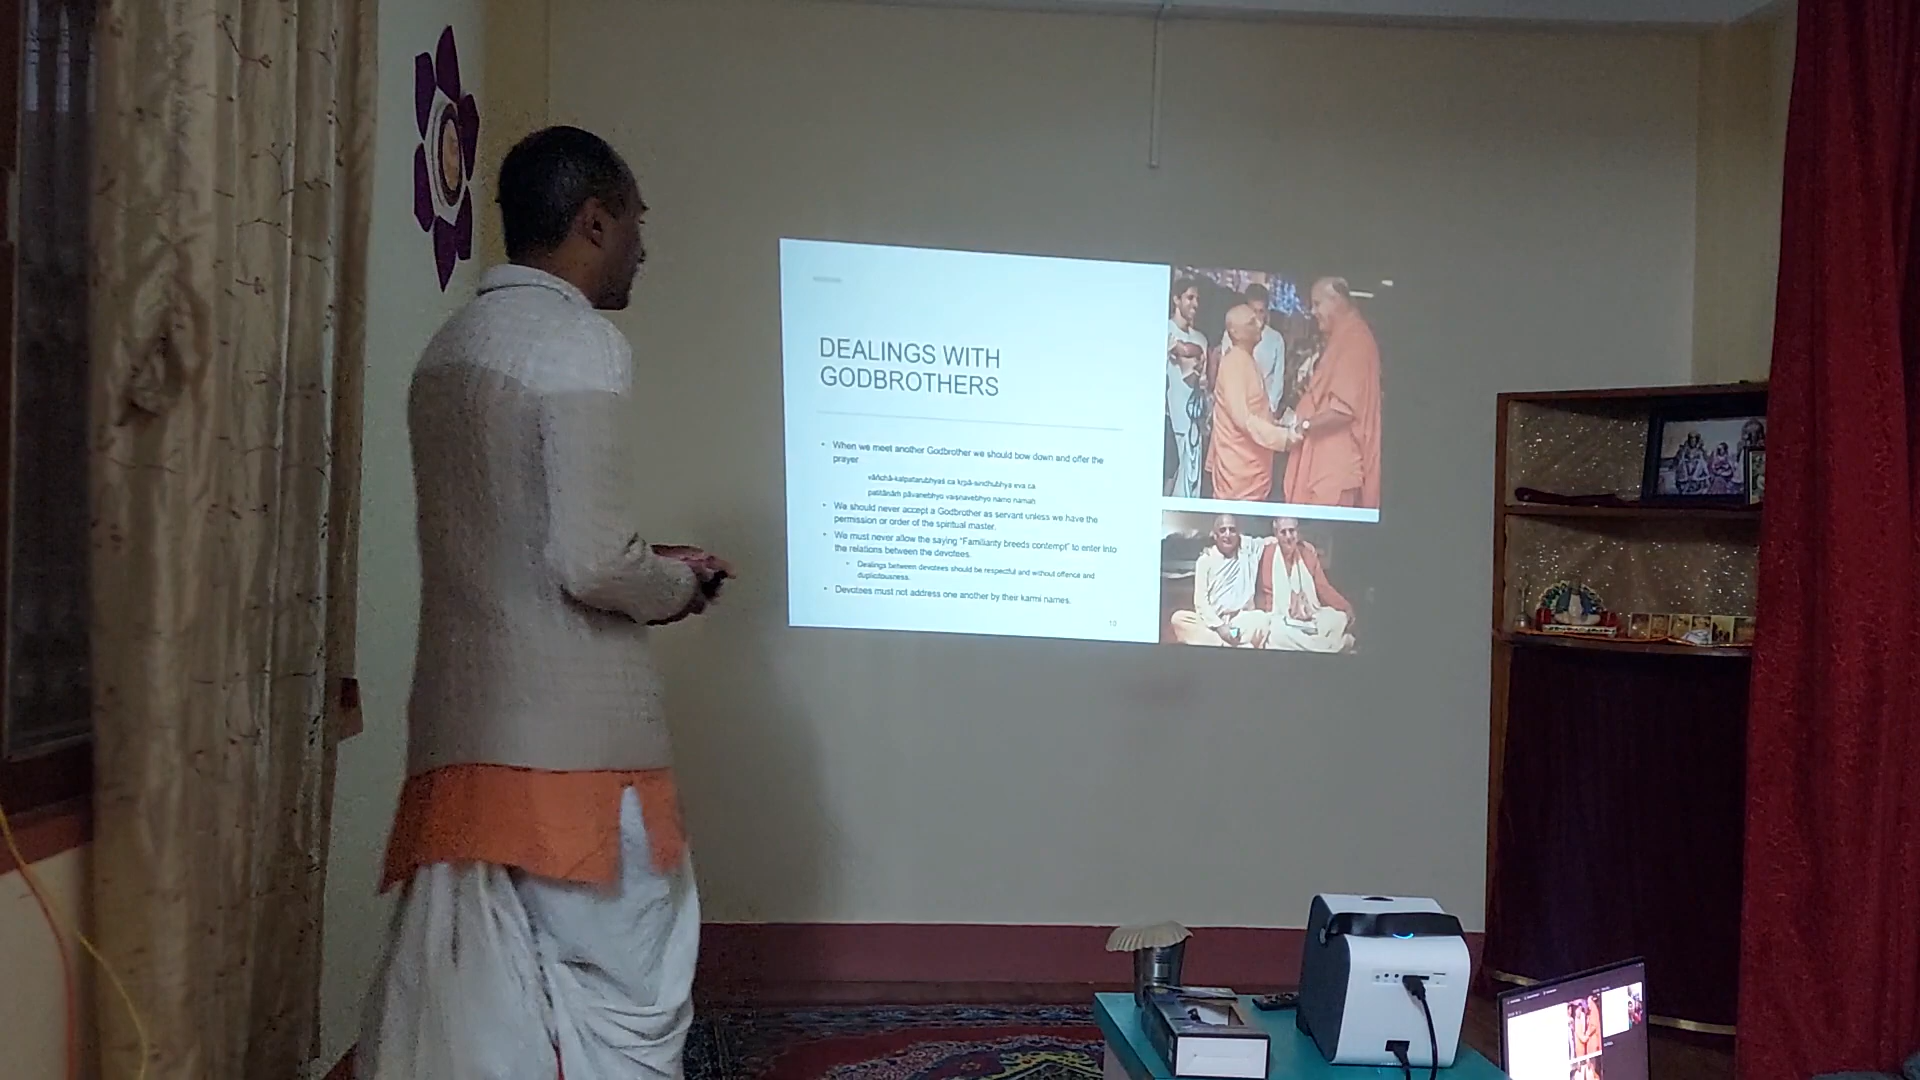 DEALINGS WITH
GODBROTHERS
• When we meet another Godbrother we should bow down and offer the
prayer
vāñchā-kalpatarubhyaś ca kṛpā-sindhubhya eva ca
patitānāṁ pāvanebhyo vaiṣṇavebhyo namo namaḥ
• We should never accept a Godbrother as servant unless we have the
permission or order of the spiritual master.
• We must never allow the saying "Familiarity breeds contempt" to enter into
the relations between the devotees.
• Dealings between devotees should be respectful and without offence and
duplicitousness.
• Devotees must not address one another by their karmi names.
12